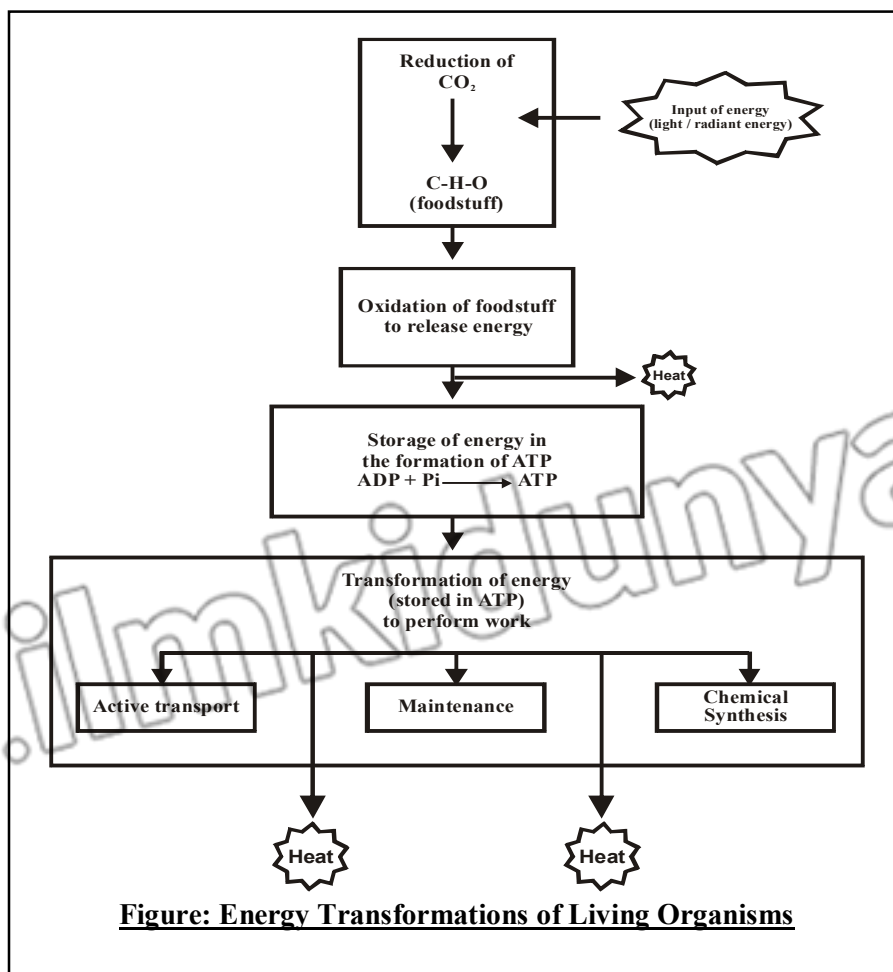 Reduction of
CO₂
Input of energy
(light / radiant energy)
C-H-O
(foodstuff)
Oxidation of foodstuff
to release energy
Heat
Storage of energy in
the formation of ATP
ADP + Pi → ATP
Transformation of energy
(stored in ATP)
to perform work
Active transport
Maintenance
Chemical
Synthesis
Heat
Heat
Figure: Energy Transformations of Living Organisms
.ilmkidunya